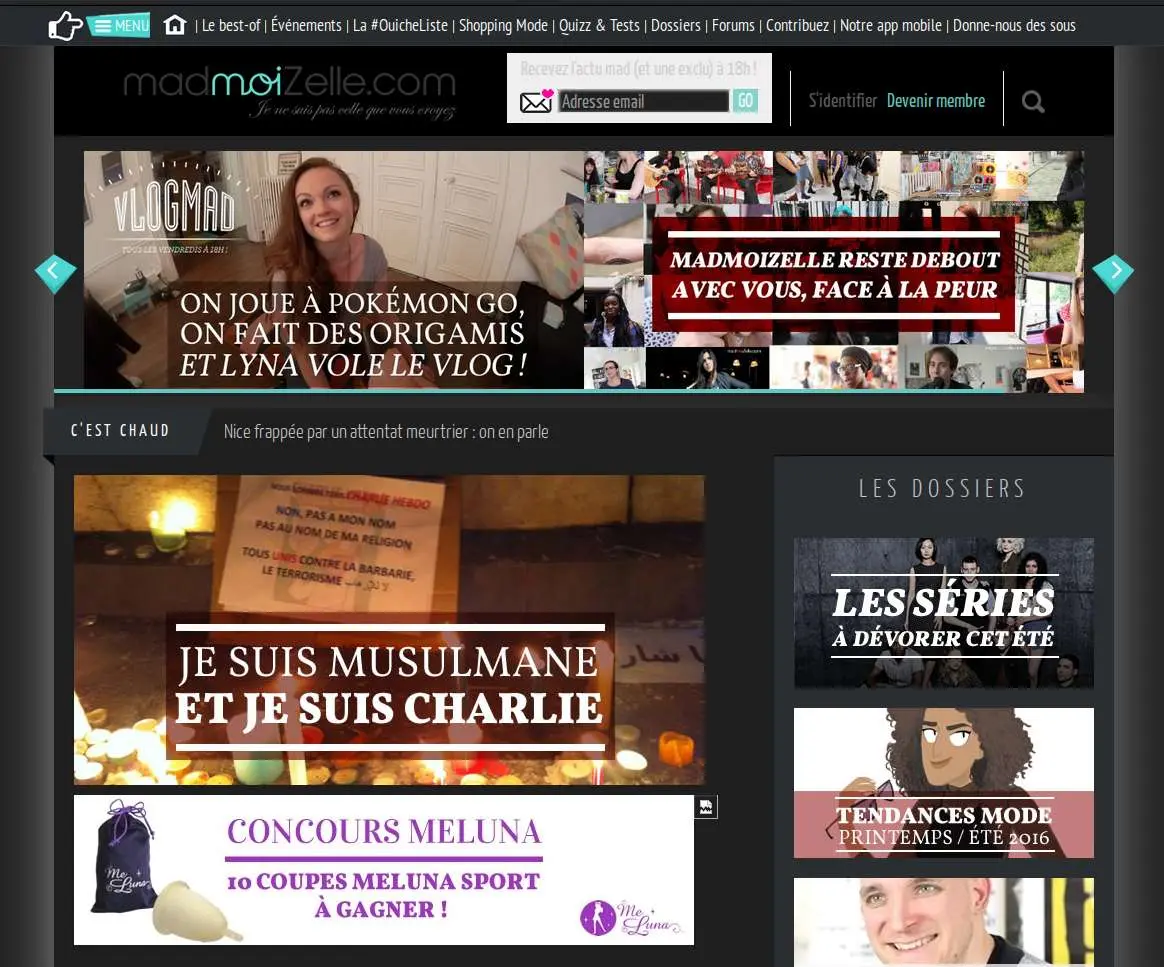 MENU | Le best-of | Événements | La #OuicheListe | Shopping Mode | Quizz & Tests | Dossiers | Forums | Contribuez | Notre app mobile | Donne-nous des sous
madmoiZelle.com
Je ne suis pas celle que vous croyez
Recevez l'actu mad (et une exclu) à 18h !
Adresse email GO
S'identifier Devenir membre
VLOGMAD
TOUS LES VENDREDIS À 18H !
ON JOUE À POKÉMON GO,
ON FAIT DES ORIGAMIS
ET LYNA VOLE LE VLOG !
MADMOIZELLE RESTE DEBOUT
AVEC VOUS, FACE À LA PEUR
C'EST CHAUD
Nice frappée par un attentat meurtrier : on en parle
CHARLIE HEBDO
NON, PAS A MON NOM
PAS AU NOM DE MA RELIGION
TOUS UNIS CONTRE LA BARBARIE,
LE TERRORISME
JE SUIS MUSULMANE
ET JE SUIS CHARLIE
CONCOURS MELUNA
10 COUPES MELUNA SPORT
À GAGNER !
Me Luna
Me Luna
LES DOSSIERS
LES SÉRIES
À DÉVORER CET ÉTÉ
TENDANCES MODE
PRINTEMPS / ÉTÉ 2016